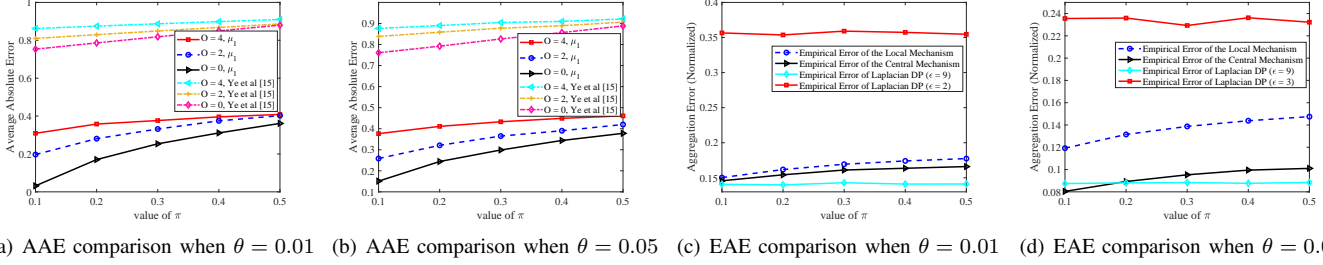 1
0.8
0.6
0.4
0.2
0
0.1 0.2 0.3 0.4 0.5
Average Absolute Error
value of π
O = 4, μ1
O = 2, μ1
O = 0, μ1
O = 4, Ye et al [15]
O = 2, Ye et al [15]
O = 0, Ye et al [15]
a) AAE comparison when θ = 0.01
0.9
0.8
0.7
0.6
0.5
0.4
0.3
0.2
0.1
0.1 0.2 0.3 0.4 0.5
Average Absolute Error
value of π
O = 4, μ1
O = 2, μ1
O = 0, μ1
O = 4, Ye et al [15]
O = 2, Ye et al [15]
O = 0, Ye et al [15]
(b) AAE comparison when θ = 0.05
0.4
0.35
0.3
0.25
0.2
0.15
0.1 0.2 0.3 0.4 0.5
Aggregation Error (Normalized)
value of π
Empirical Error of the Local Mechanism
Empirical Error of the Central Mechanism
Empirical Error of Laplacian DP (ϵ = 9)
Empirical Error of Laplacian DP (ϵ = 2)
(c) EAE comparison when θ = 0.01
0.24
0.22
0.2
0.18
0.16
0.14
0.12
0.1
0.08
0.1 0.2 0.3 0.4 0.5
Aggregation Error (Normalized)
value of π
Empirical Error of the Local Mechanism
Empirical Error of the Central Mechanism
Empirical Error of Laplacian DP (ϵ = 9)
Empirical Error of Laplacian DP (ϵ = 3)
(d) EAE comparison when θ = 0.0